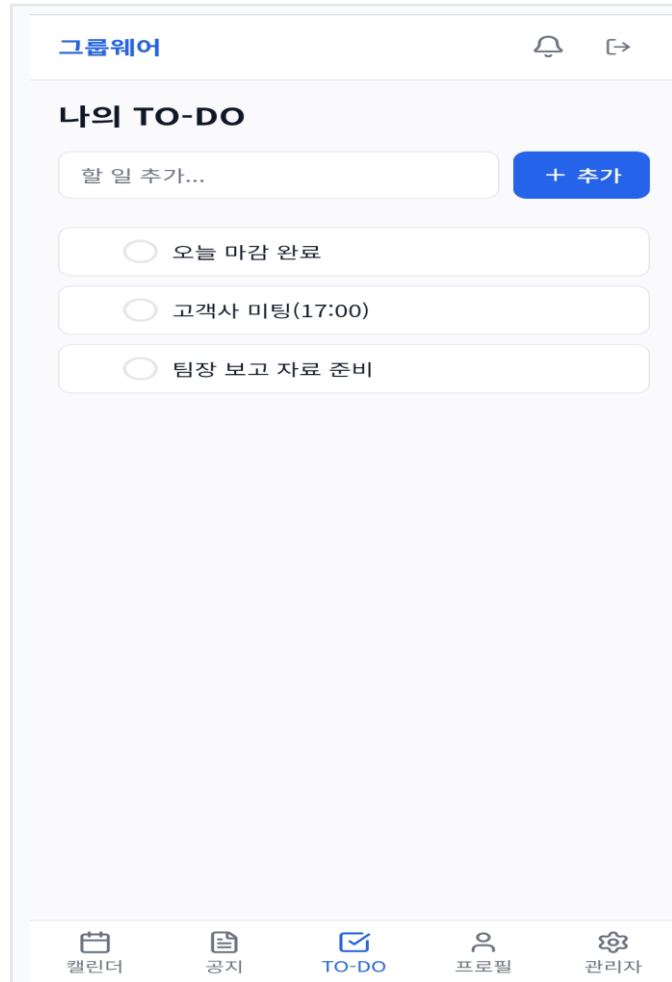 그룹웨어
나의 TO-DO
할 일 추가...
+ 추가
오늘 마감 완료
고객사 미팅(17:00)
팀장 보고 자료 준비
캘린더 공지 TO-DO 프로필 관리자